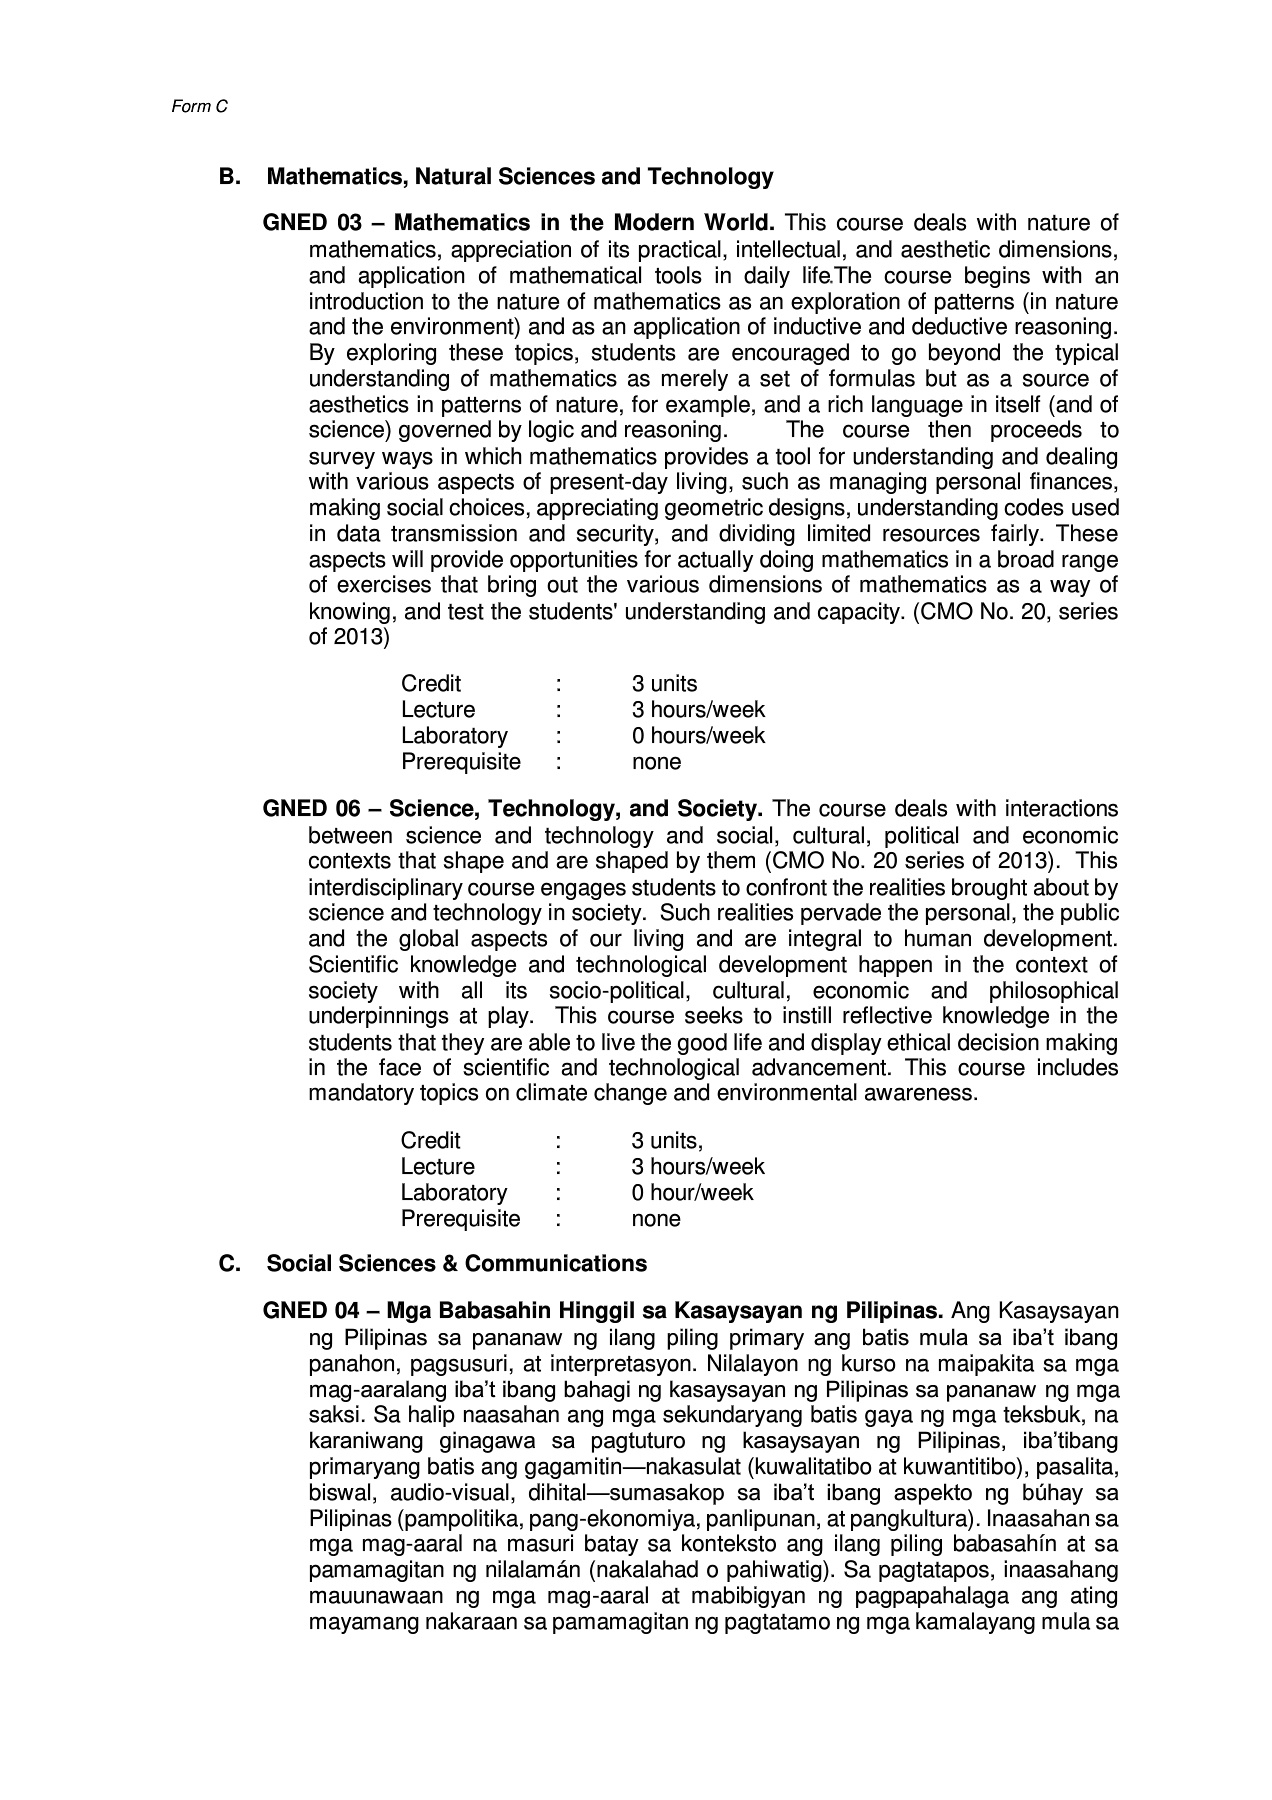 Form C
B. Mathematics, Natural Sciences and Technology
GNED 03 – Mathematics in the Modern World. This course deals with nature of
mathematics, appreciation of its practical, intellectual, and aesthetic dimensions,
and application of mathematical tools in daily life.The course begins with an
introduction to the nature of mathematics as an exploration of patterns (in nature
and the environment) and as an application of inductive and deductive reasoning.
By exploring these topics, students are encouraged to go beyond the typical
understanding of mathematics as merely a set of formulas but as a source of
aesthetics in patterns of nature, for example, and a rich language in itself (and of
science) governed by logic and reasoning. The course then proceeds to
survey ways in which mathematics provides a tool for understanding and dealing
with various aspects of present-day living, such as managing personal finances,
making social choices, appreciating geometric designs, understanding codes used
in data transmission and security, and dividing limited resources fairly. These
aspects will provide opportunities for actually doing mathematics in a broad range
of exercises that bring out the various dimensions of mathematics as a way of
knowing, and test the students' understanding and capacity. (CMO No. 20, series
of 2013)
Credit : 3 units
Lecture : 3 hours/week
Laboratory : 0 hours/week
Prerequisite : none
GNED 06 – Science, Technology, and Society. The course deals with interactions
between science and technology and social, cultural, political and economic
contexts that shape and are shaped by them (CMO No. 20 series of 2013). This
interdisciplinary course engages students to confront the realities brought about by
science and technology in society. Such realities pervade the personal, the public
and the global aspects of our living and are integral to human development.
Scientific knowledge and technological development happen in the context of
society with all its socio-political, cultural, economic and philosophical
underpinnings at play. This course seeks to instill reflective knowledge in the
students that they are able to live the good life and display ethical decision making
in the face of scientific and technological advancement. This course includes
mandatory topics on climate change and environmental awareness.
Credit : 3 units,
Lecture : 3 hours/week
Laboratory : 0 hour/week
Prerequisite : none
C. Social Sciences & Communications
GNED 04 – Mga Babasahin Hinggil sa Kasaysayan ng Pilipinas. Ang Kasaysayan
ng Pilipinas sa pananaw ng ilang piling primary ang batis mula sa iba’t ibang
panahon, pagsusuri, at interpretasyon. Nilalayon ng kurso na maipakita sa mga
mag-aaralang iba’t ibang bahagi ng kasaysayan ng Pilipinas sa pananaw ng mga
saksi. Sa halip naasahan ang mga sekundaryang batis gaya ng mga teksbuk, na
karaniwang ginagawa sa pagtuturo ng kasaysayan ng Pilipinas, iba’tibang
primaryang batis ang gagamitin—nakasulat (kuwalitatibo at kuwantitibo), pasalita,
biswal, audio-visual, dihital—sumasakop sa iba’t ibang aspekto ng búhay sa
Pilipinas (pampolitika, pang-ekonomiya, panlipunan, at pangkultura). Inaasahan sa
mga mag-aaral na masuri batay sa konteksto ang ilang piling babasahín at sa
pamamagitan ng nilalamán (nakalahad o pahiwatig). Sa pagtatapos, inaasahang
mauunawaan ng mga mag-aaral at mabibigyan ng pagpapahalaga ang ating
mayamang nakaraan sa pamamagitan ng pagtatamo ng mga kamalayang mula sa